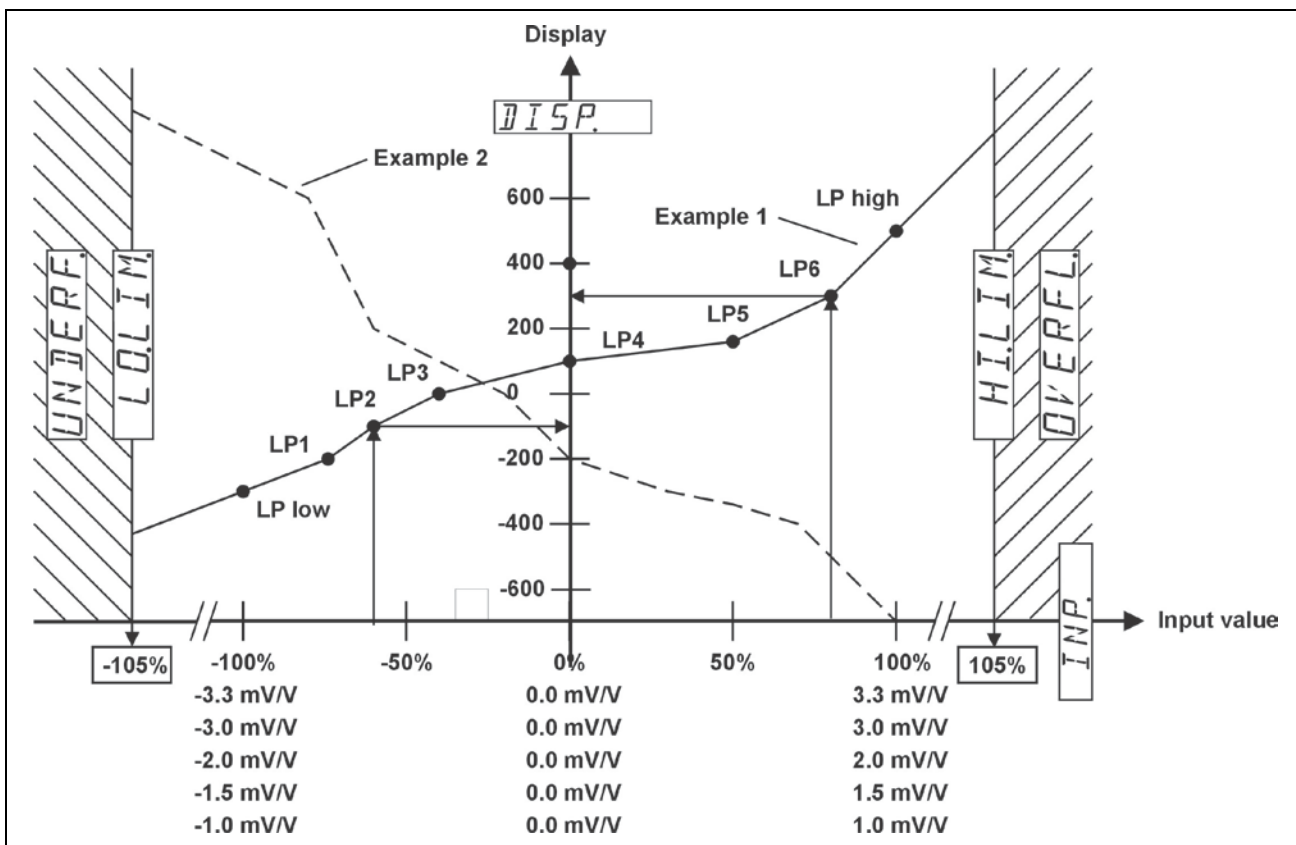 Display
DISP.
Example 2
600
LP high
Example 1
UNDERF.
LO.LIM.
400
LP6
HI.LIM.
OVERFL.
200
LP5
LP4
LP3
0
LP2
LP1
-200
LP low
-400
-600
INP.
Input value
-105% -100% -50% 0% 50% 100% 105%
-3.3 mV/V 0.0 mV/V 3.3 mV/V
-3.0 mV/V 0.0 mV/V 3.0 mV/V
-2.0 mV/V 0.0 mV/V 2.0 mV/V
-1.5 mV/V 0.0 mV/V 1.5 mV/V
-1.0 mV/V 0.0 mV/V 1.0 mV/V